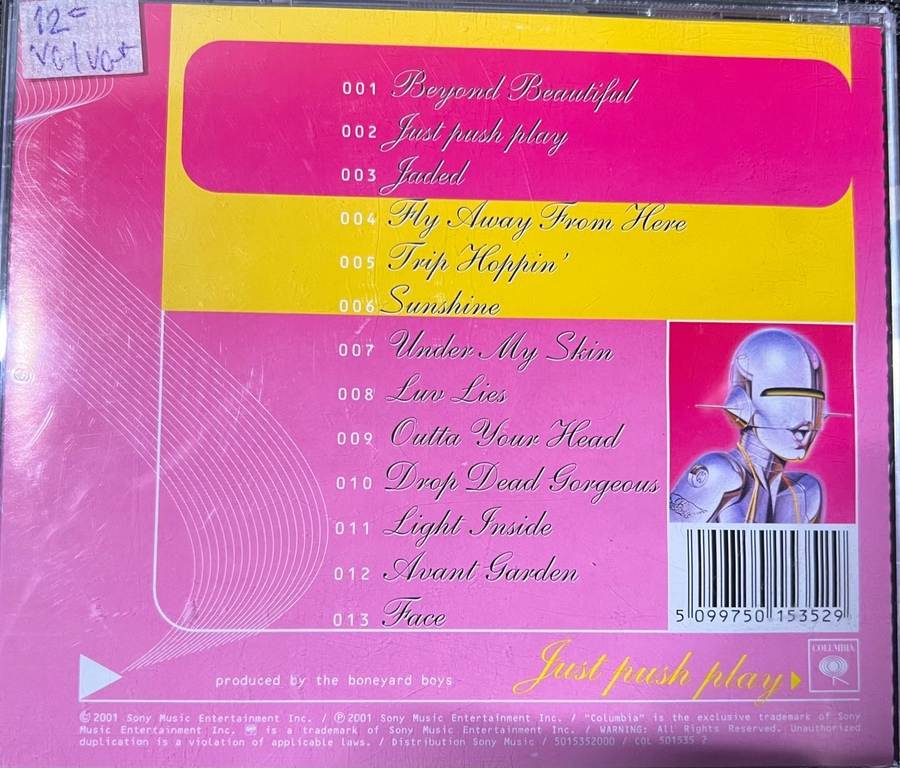 12=
VG/VG+
001 Beyond Beautiful
002 Just push play
003 Jaded
004 Fly Away From Here
005 Trip Hoppin'
006 Sunshine
007 Under My Skin
008 Luv Lies
009 Outta Your Head
010 Drop Dead Gorgeous
011 Light Inside
012 Avant Garden
013 Face
5 099750 153529
produced by the boneyard boys
Just push play
COLUMBIA
©2001 Sony Music Entertainment Inc. / ℗2001 Sony Music Entertainment Inc. / "Columbia" is the exclusive trademark of Sony
Music Entertainment Inc. is a trademark of Sony Music Entertainment Inc. / WARNING: All Rights Reserved. Unauthorized
duplication is a violation of applicable laws. / Distribution Sony Music / 5015352000 / COL 501535 2